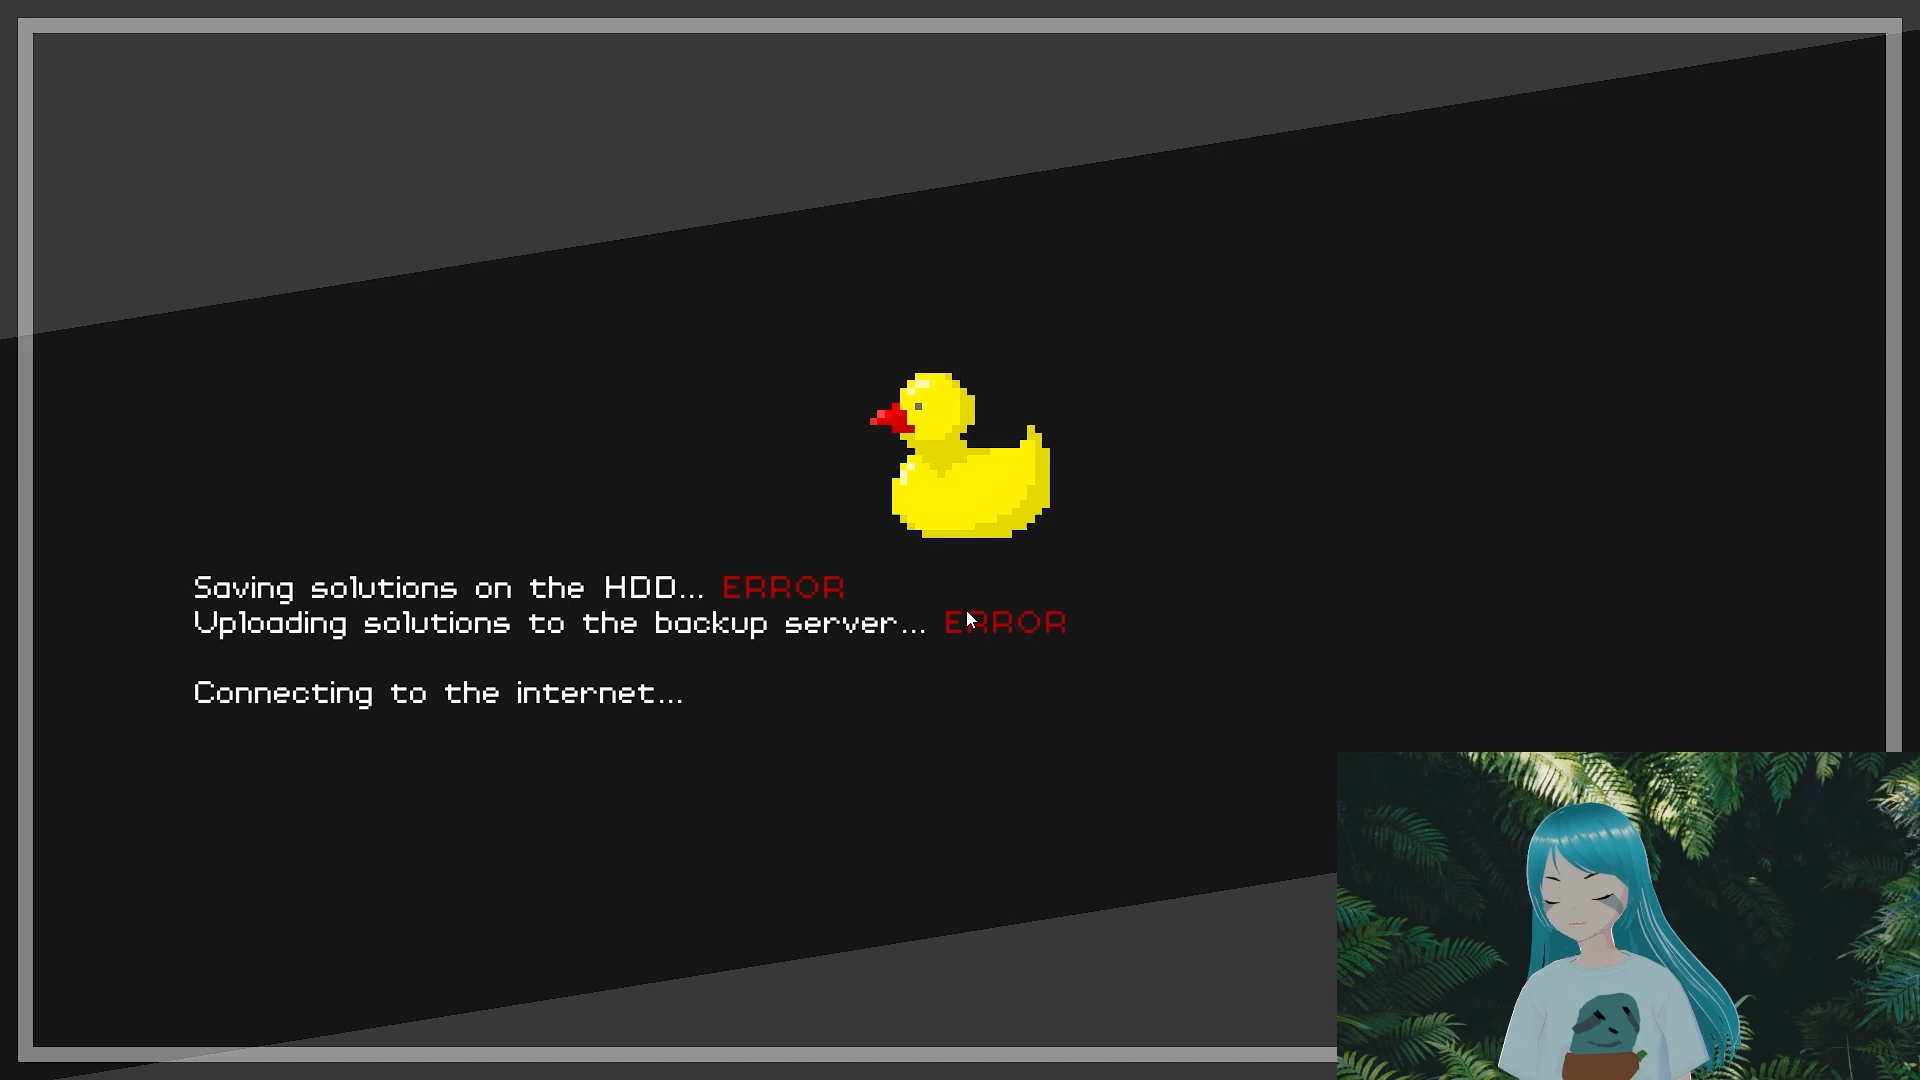 Saving solutions on the HDD... ERROR
Uploading solutions to the backup server... ERROR
Connecting to the internet...